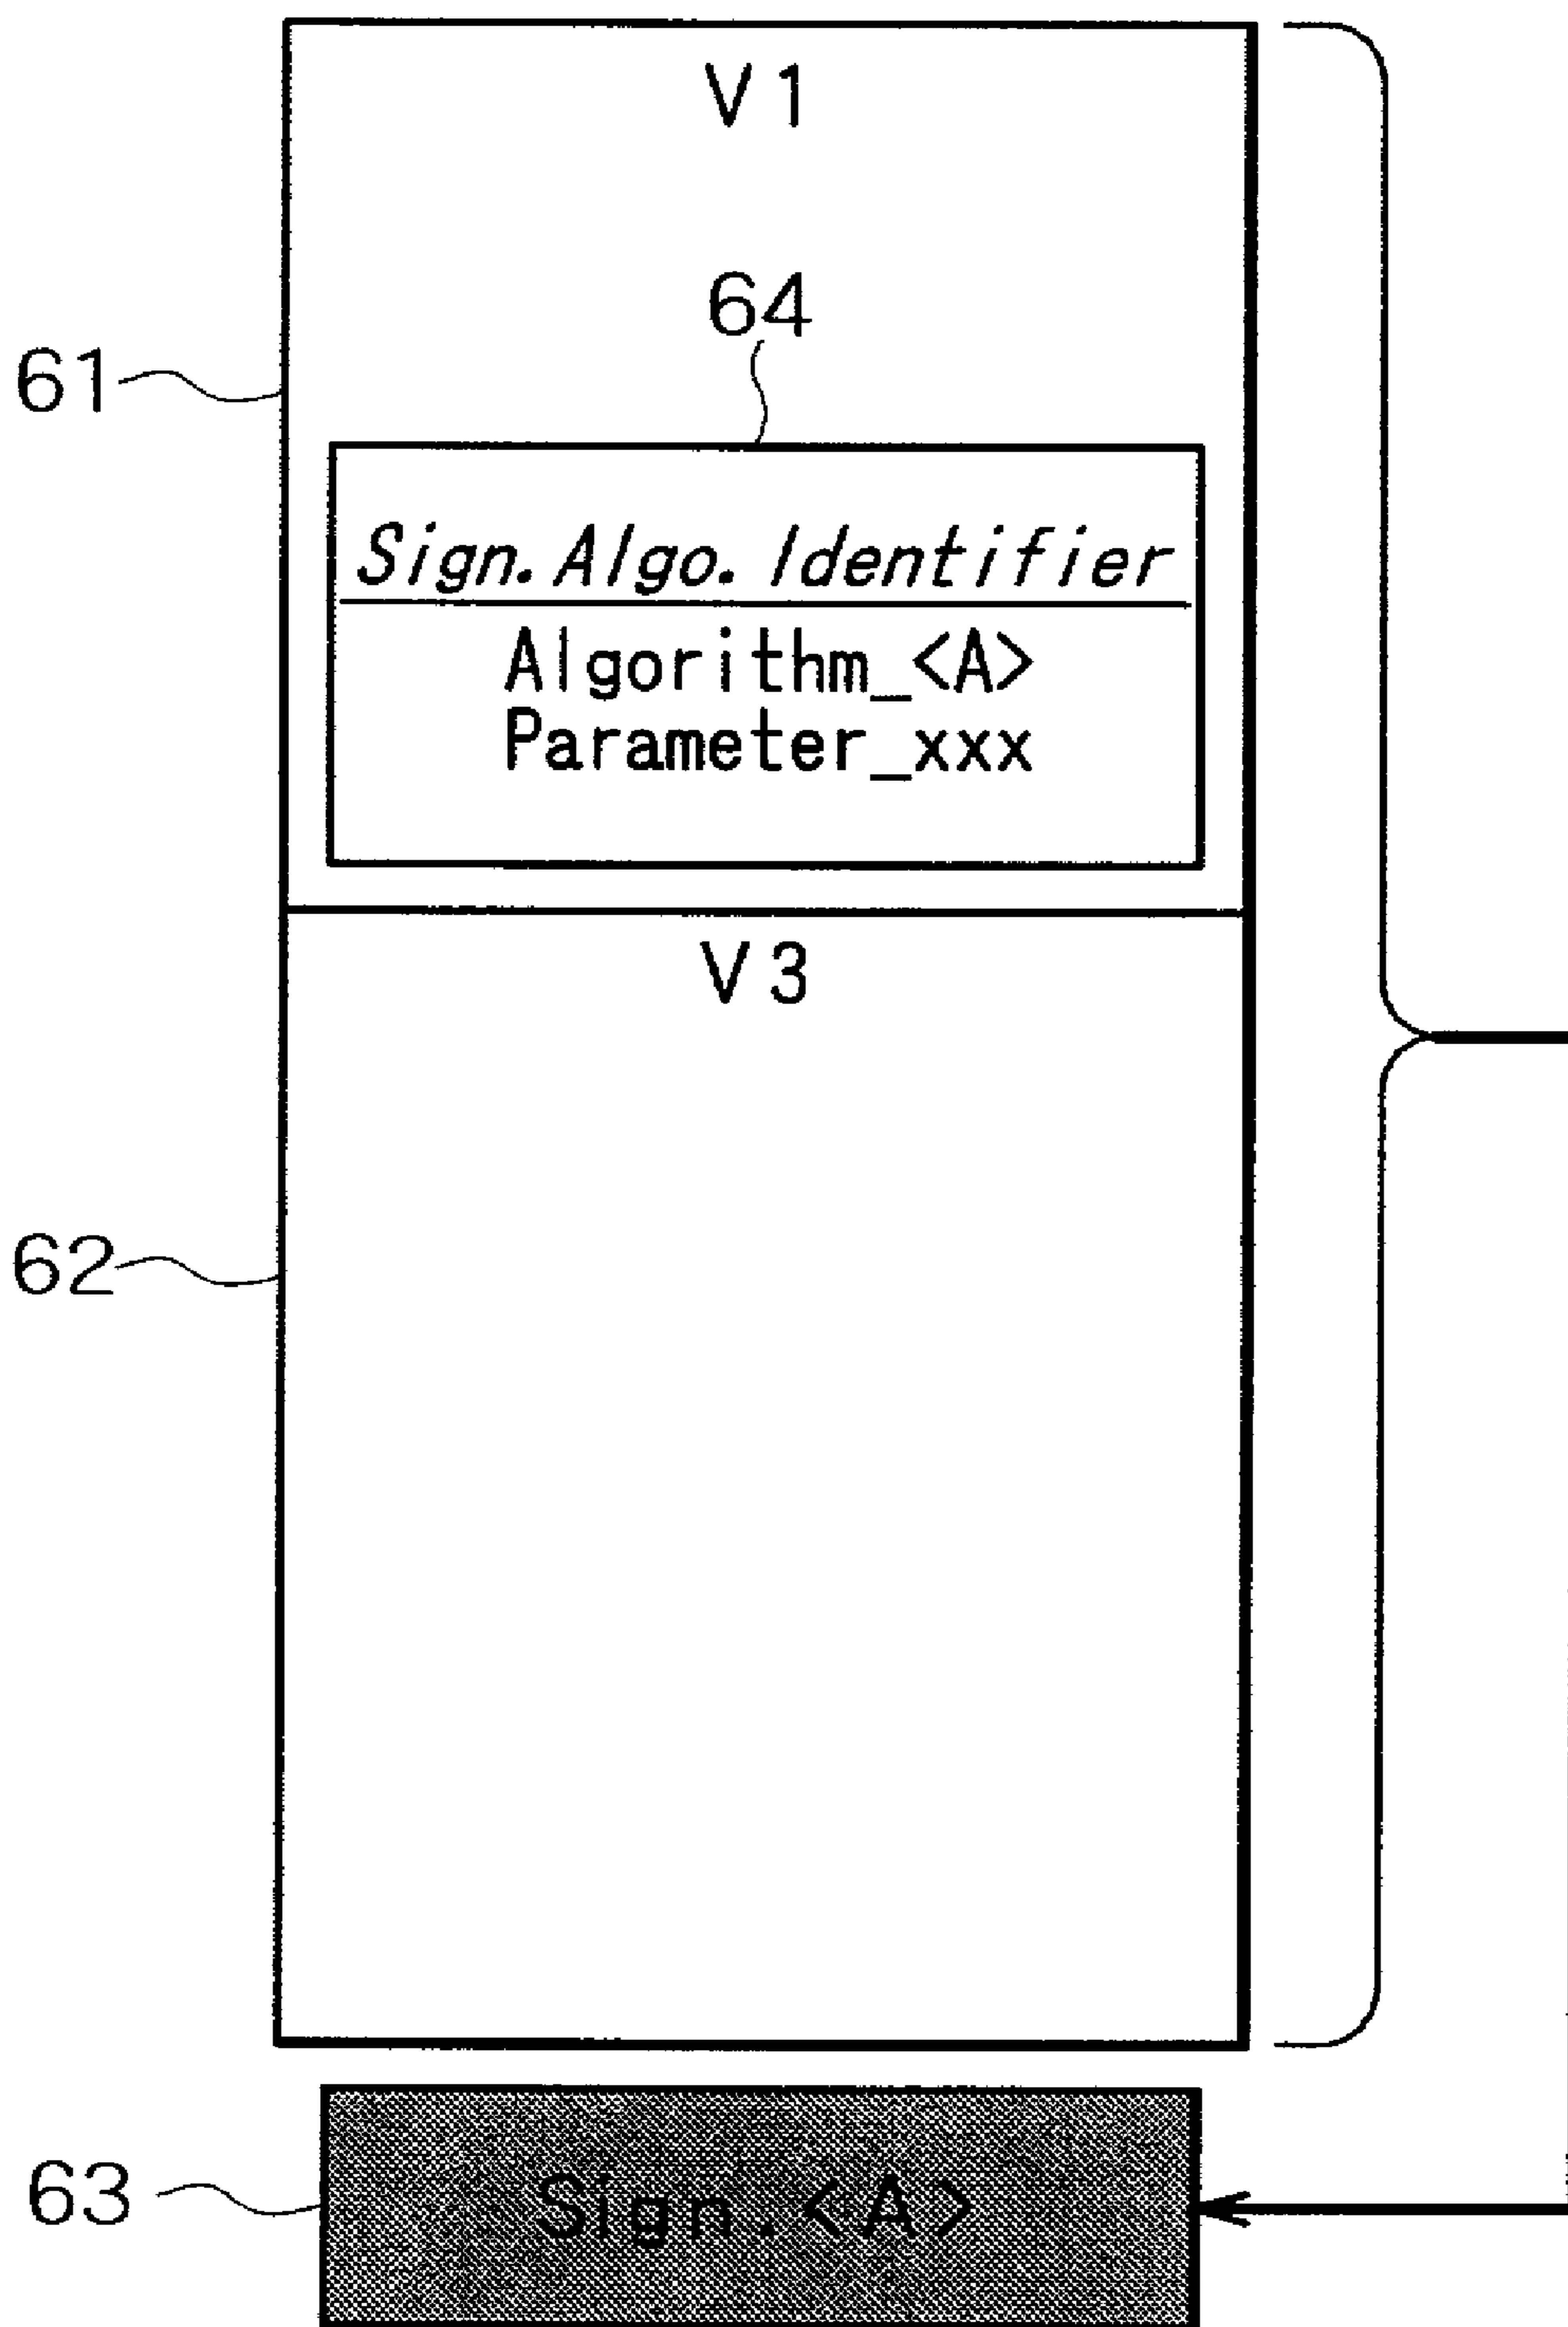 V1
64
61
Sign.Algo.Identifier
Algorithm_<A>
Parameter_xxx
V3
62
63
Sign.<A>